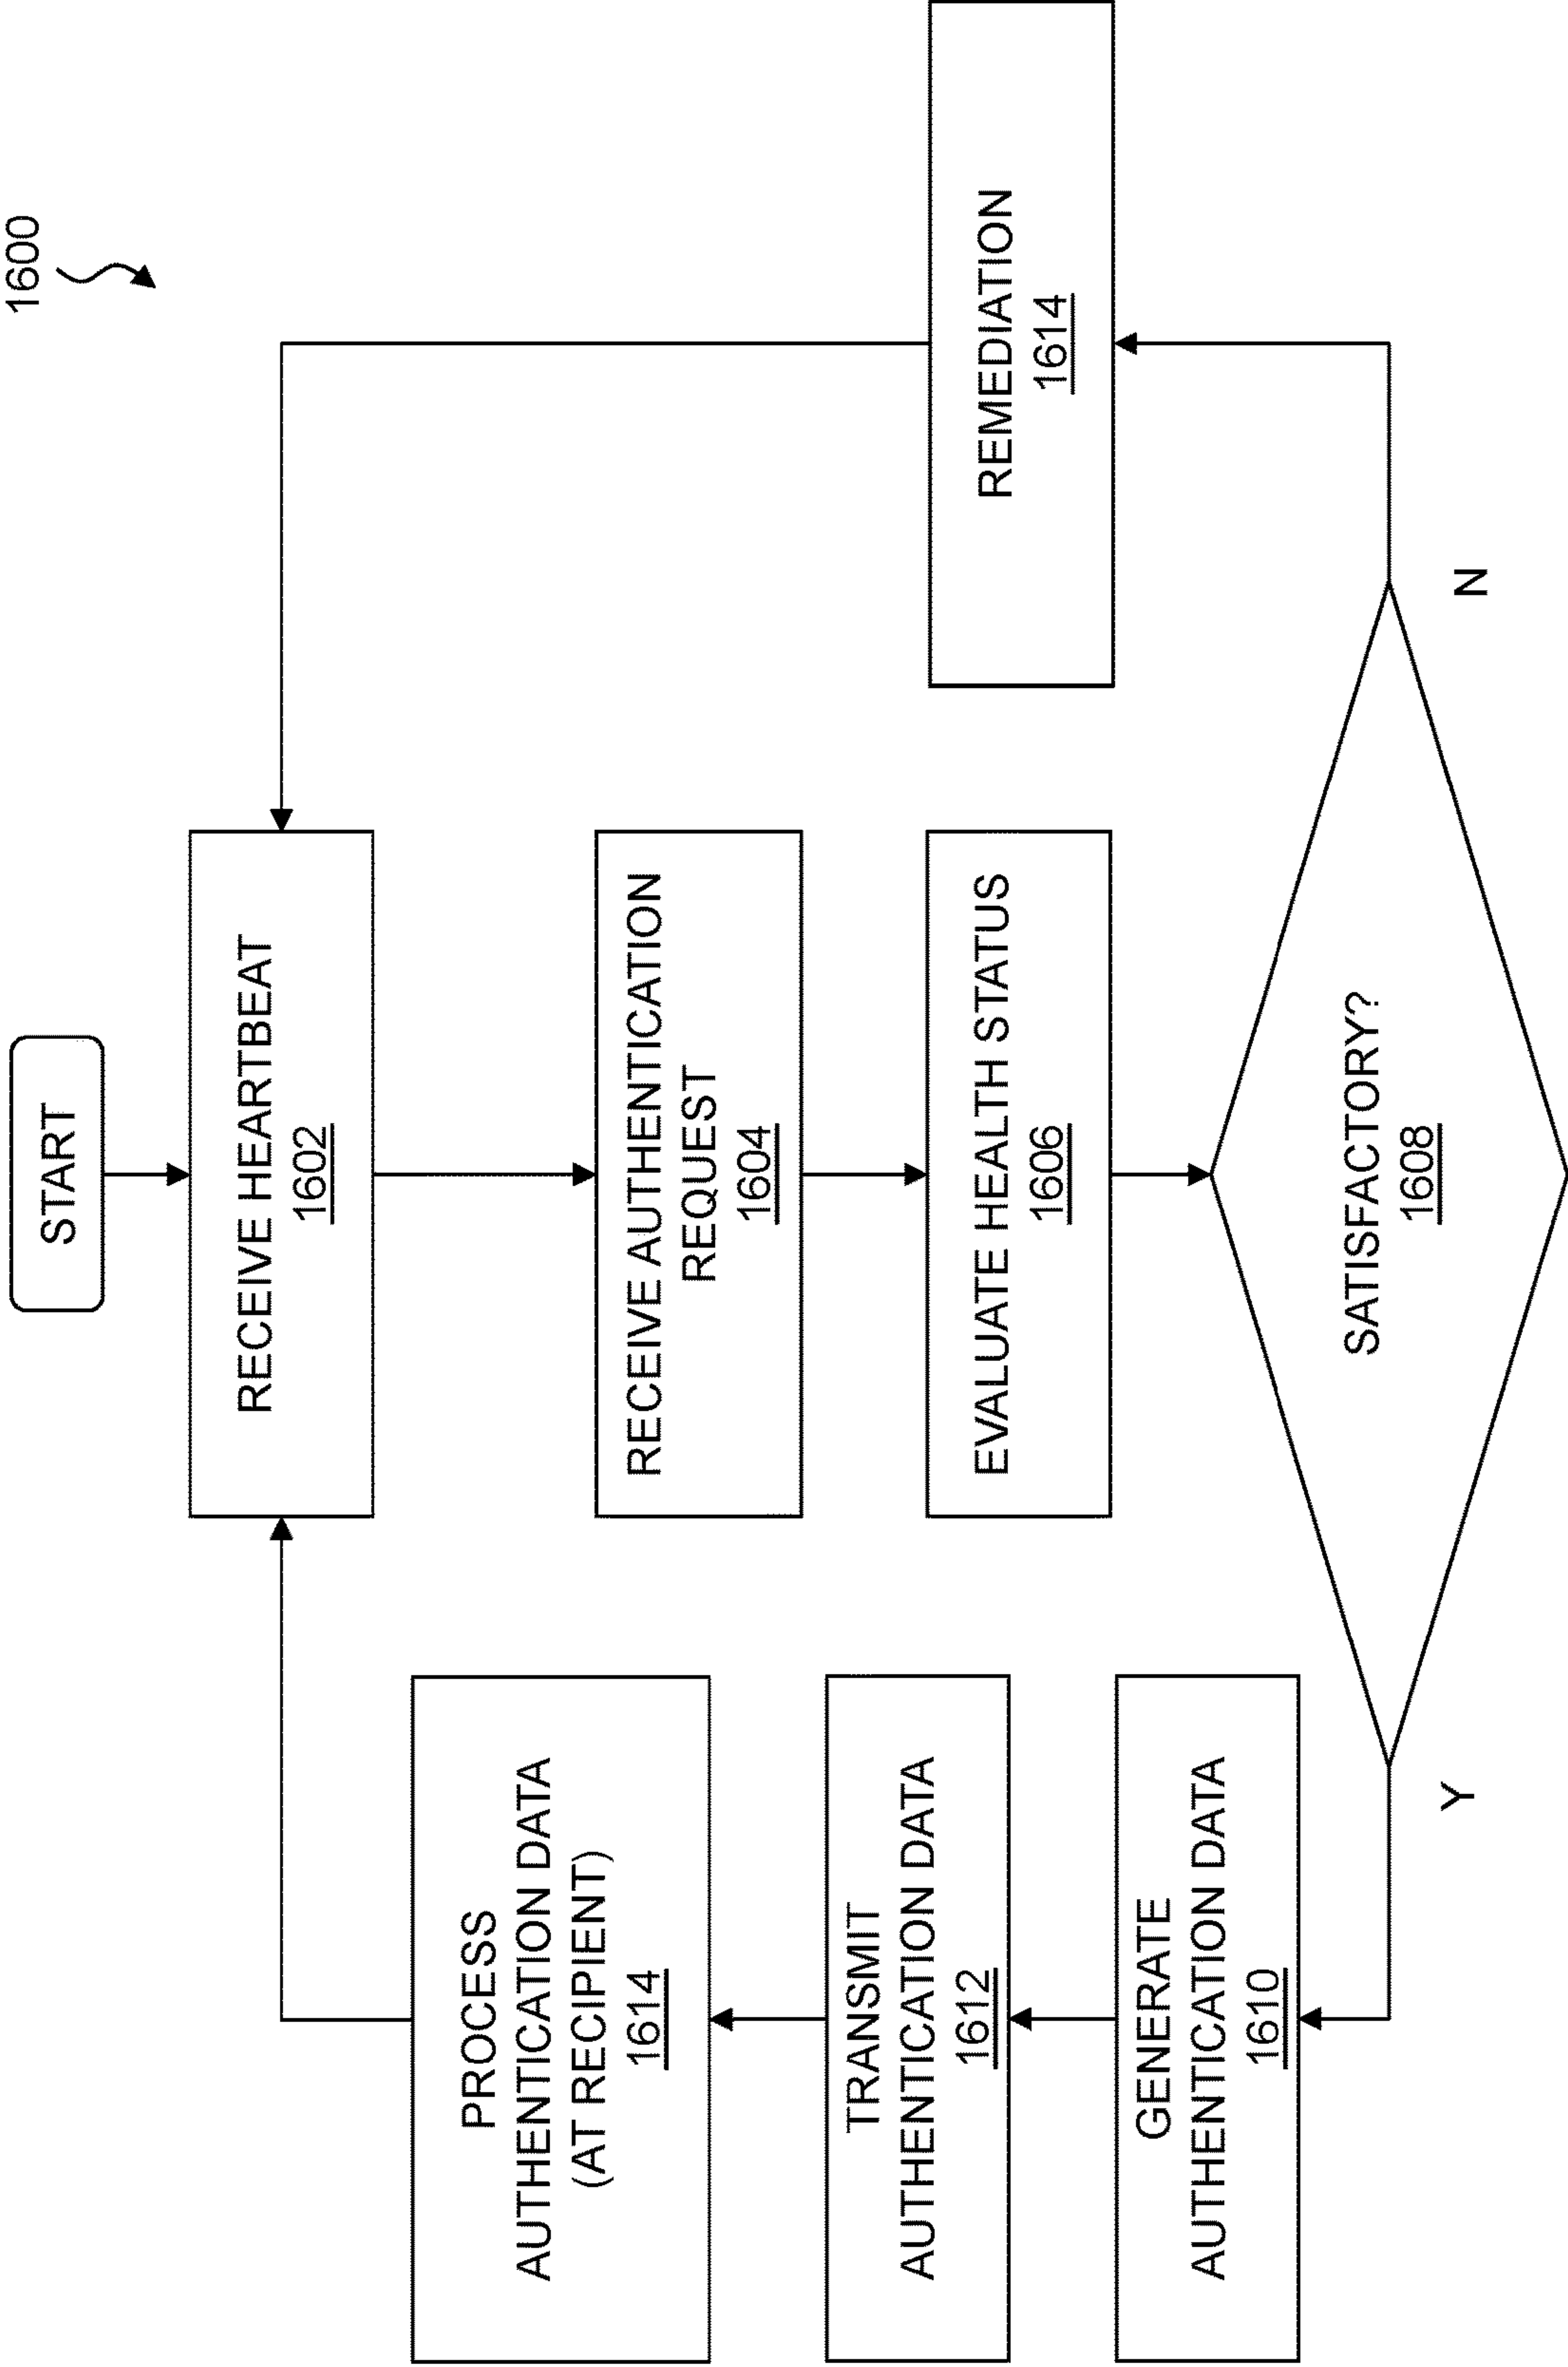 1600
START
RECEIVE HEARTBEAT
1602
RECEIVE AUTHENTICATION
REQUEST
1604
EVALUATE HEALTH STATUS
1606
SATISFACTORY?
1608
Y
N
GENERATE
AUTHENTICATION DATA
1610
TRANSMIT
AUTHENTICATION DATA
1612
PROCESS
AUTHENTICATION DATA
(AT RECIPIENT)
1614
REMEDIATION
1614